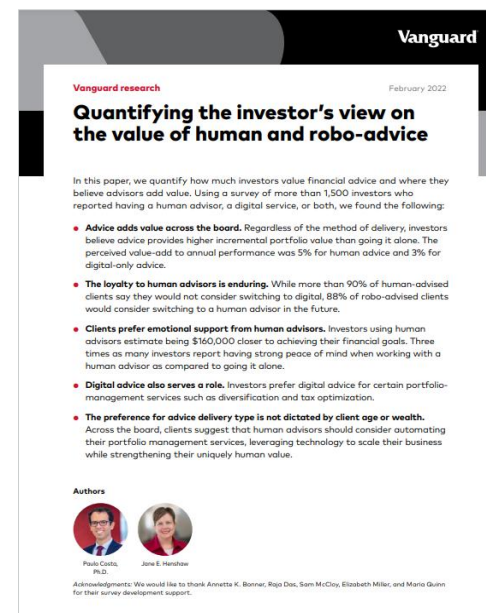 Vanguard
Vanguard research
February 2022
Quantifying the investor's view on
the value of human and robo-advice
In this paper, we quantify how much investors value financial advice and where they
believe advisors add value. Using a survey of more than 1,500 investors who
reported having a human advisor, a digital service, or both, we found the following:
• Advice adds value across the board. Regardless of the method of delivery, investors
believe advice provides higher incremental portfolio value than going it alone. The
perceived value-add to annual performance was 5% for human advice and 3% for
digital-only advice.
• The loyalty to human advisors is enduring. While more than 90% of human-advised
clients say they would not consider switching to digital, 88% of robo-advised clients
would consider switching to a human advisor in the future.
• Clients prefer emotional support from human advisors. Investors using human
advisors estimate being $160,000 closer to achieving their financial goals. Three
times as many investors report having strong peace of mind when working with a
human advisor as compared to going it alone.
• Digital advice also serves a role. Investors prefer digital advice for certain portfolio-
management services such as diversification and tax optimization.
• The preference for advice delivery type is not dictated by client age or wealth.
Across the board, clients suggest that human advisors should consider automating
their portfolio management services, leveraging technology to scale their business
while strengthening their uniquely human value.
Authors
Paulo Costa,
Ph.D.
Jane E. Henshaw
Acknowledgments: We would like to thank Annette K. Bonner, Raja Das, Sam McCloy, Elizabeth Miller, and Maria Quinn
for their survey development support.